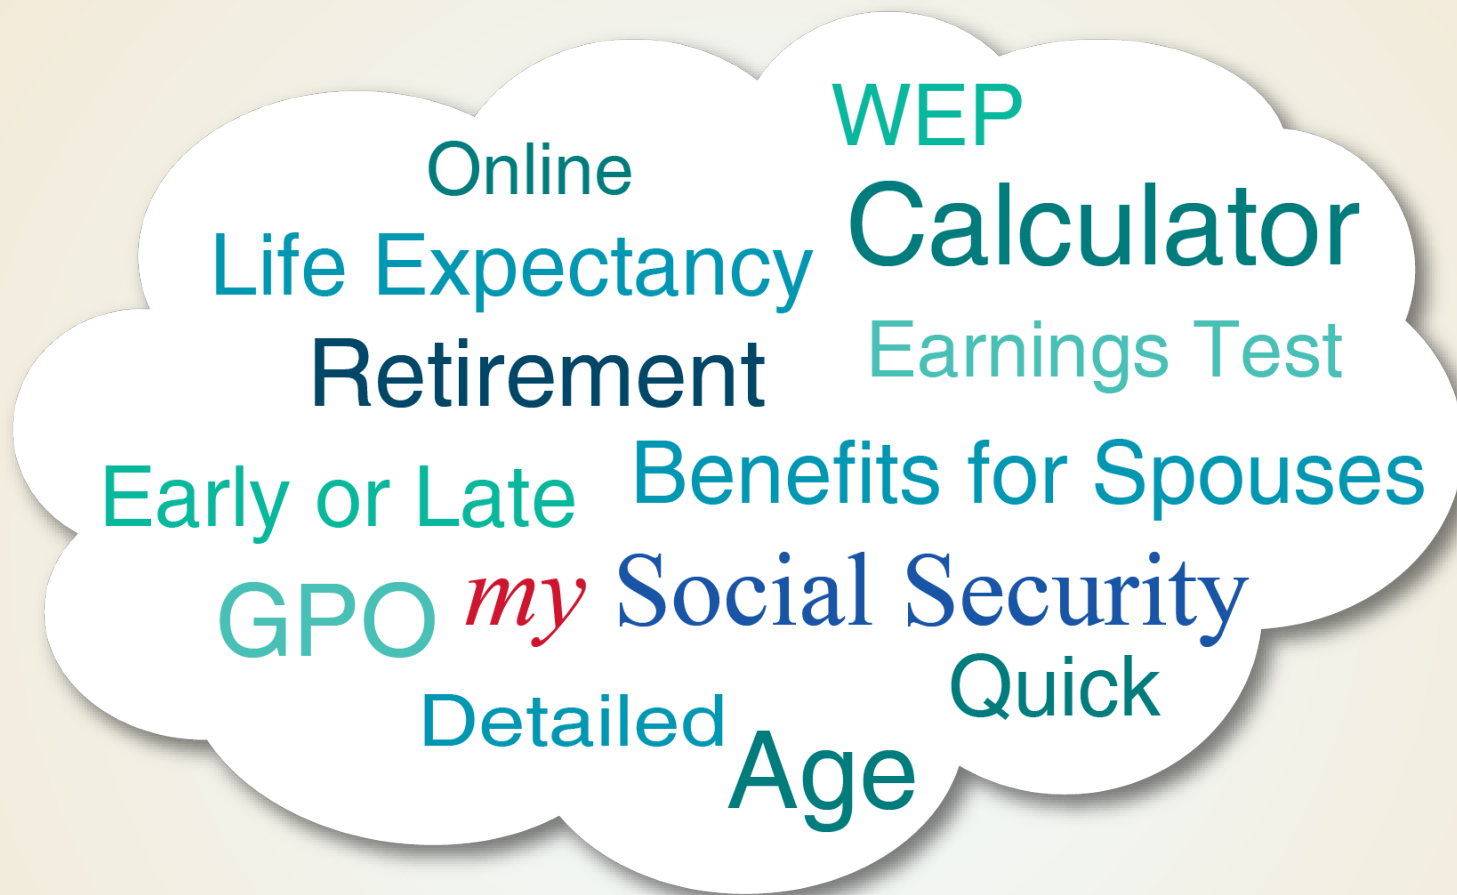 WEP
Online
Calculator
Life Expectancy
Earnings Test
Retirement
Benefits for Spouses
Early or Late
GPO
my Social Security
Quick
Detailed
Age